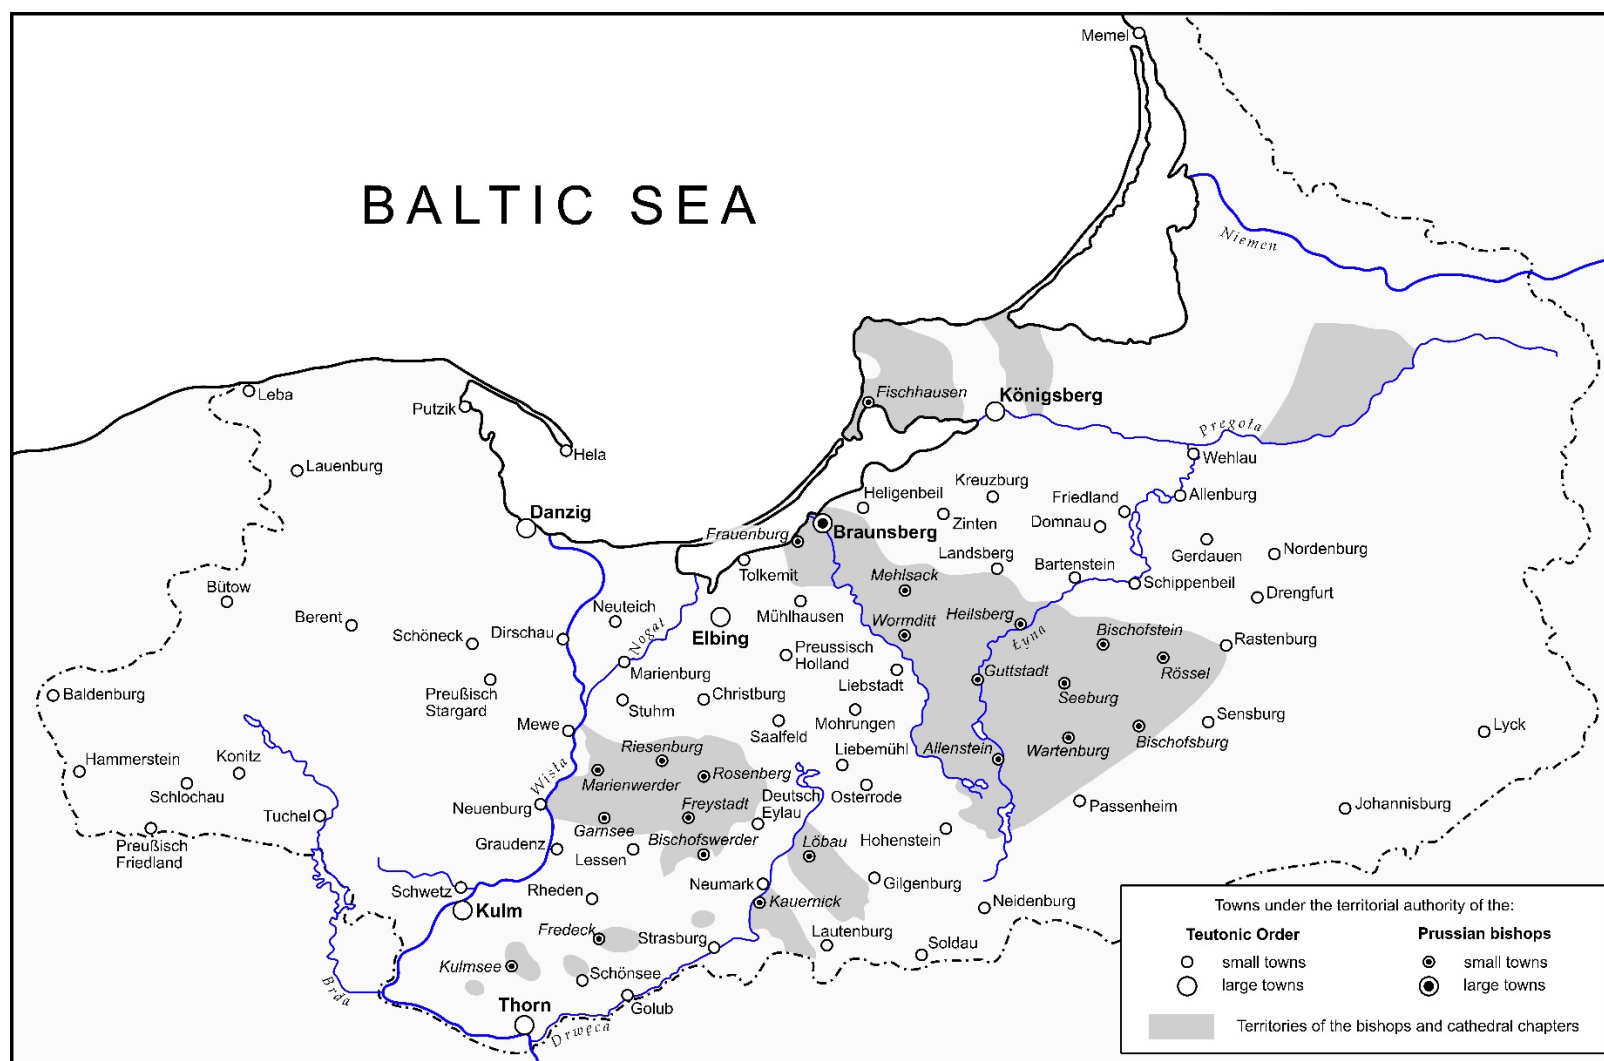 Memel
BALTIC SEA
Niemen
Leba
Putzik
Hela
Lauenburg
Fischhausen
Königsberg
Pregoła
Wehlau
Danzig
Heligenbeil
Kreuzburg
Zinten
Friedland
Domnau
Allenburg
Frauenburg
Braunsberg
Gerdauen
Nordenburg
Landsberg
Bartenstein
Schippenbeil
Tolkemit
Mehlsack
Drengfurt
Bütow
Berent
Neuteich
Mühlhausen
Heilsberg
Elbing
Wormditt
Łyna
Bischofstein
Rastenburg
Schöneck
Dirschau
Nogat
Preussisch
Holland
Rössel
Marienburg
Guttstadt
Liebstadt
Seeburg
Baldenburg
Preußisch
Stargard
Stuhm
Christburg
Mohrungen
Sensburg
Mewe
Saalfeld
Bischofsburg
Lyck
Riesenburg
Liebemühl
Allenstein
Wartenburg
Hammerstein
Konitz
Marienwerder
Rosenberg
Wisła
Schlochau
Osterrode
Neuenburg
Freystadt
Deutsch
Eylau
Passenheim
Johannisburg
Tuchel
Garnsee
Preußisch
Friedland
Graudenz
Lessen
Bischofswerder
Löbau
Hohenstein
Schwetz
Rheden
Neumark
Gilgenburg
Kulm
Kauernick
Neidenburg
Fredeck
Strasburg
Lautenburg
Soldau
Kulmsee
Schönsee
Brda
Golub
Thorn
Drwęca
Towns under the territorial authority of the:
Teutonic Order
Prussian bishops
small towns
small towns
large towns
large towns
Territories of the bishops and cathedral chapters